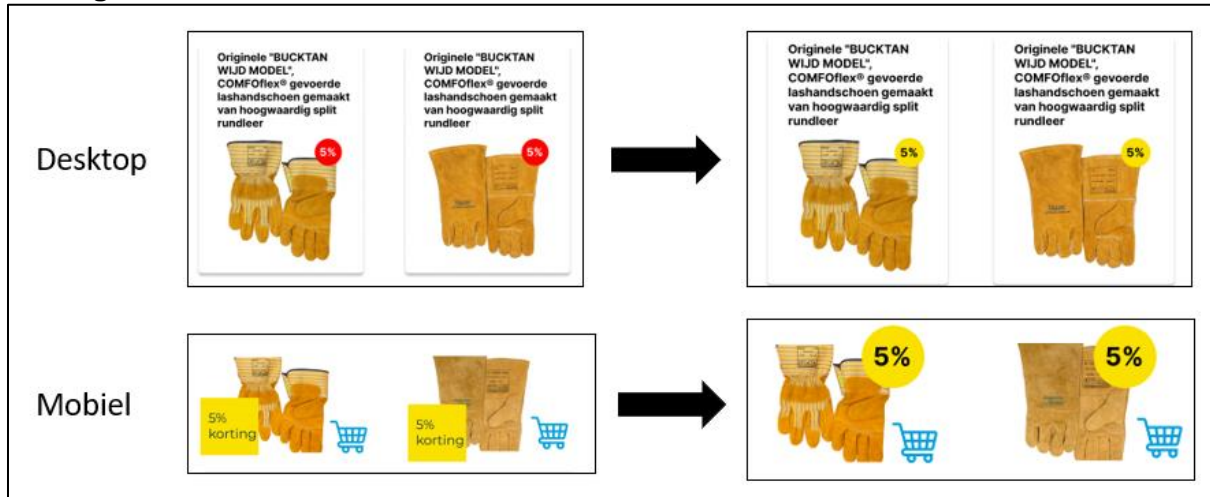 Desktop
Originele "BUCKTAN
WIJD MODEL",
COMFOflex® gevoerde
lashandschoen gemaakt
van hoogwaardig split
rundleer
5%
Originele "BUCKTAN
WIJD MODEL",
COMFOflex® gevoerde
lashandschoen gemaakt
van hoogwaardig split
rundleer
5%
Originele "BUCKTAN
WIJD MODEL",
COMFOflex® gevoerde
lashandschoen gemaakt
van hoogwaardig split
rundleer
5%
Originele "BUCKTAN
WIJD MODEL",
COMFOflex® gevoerde
lashandschoen gemaakt
van hoogwaardig split
rundleer
5%
Mobiel
5%
korting
5%
korting
5%
5%